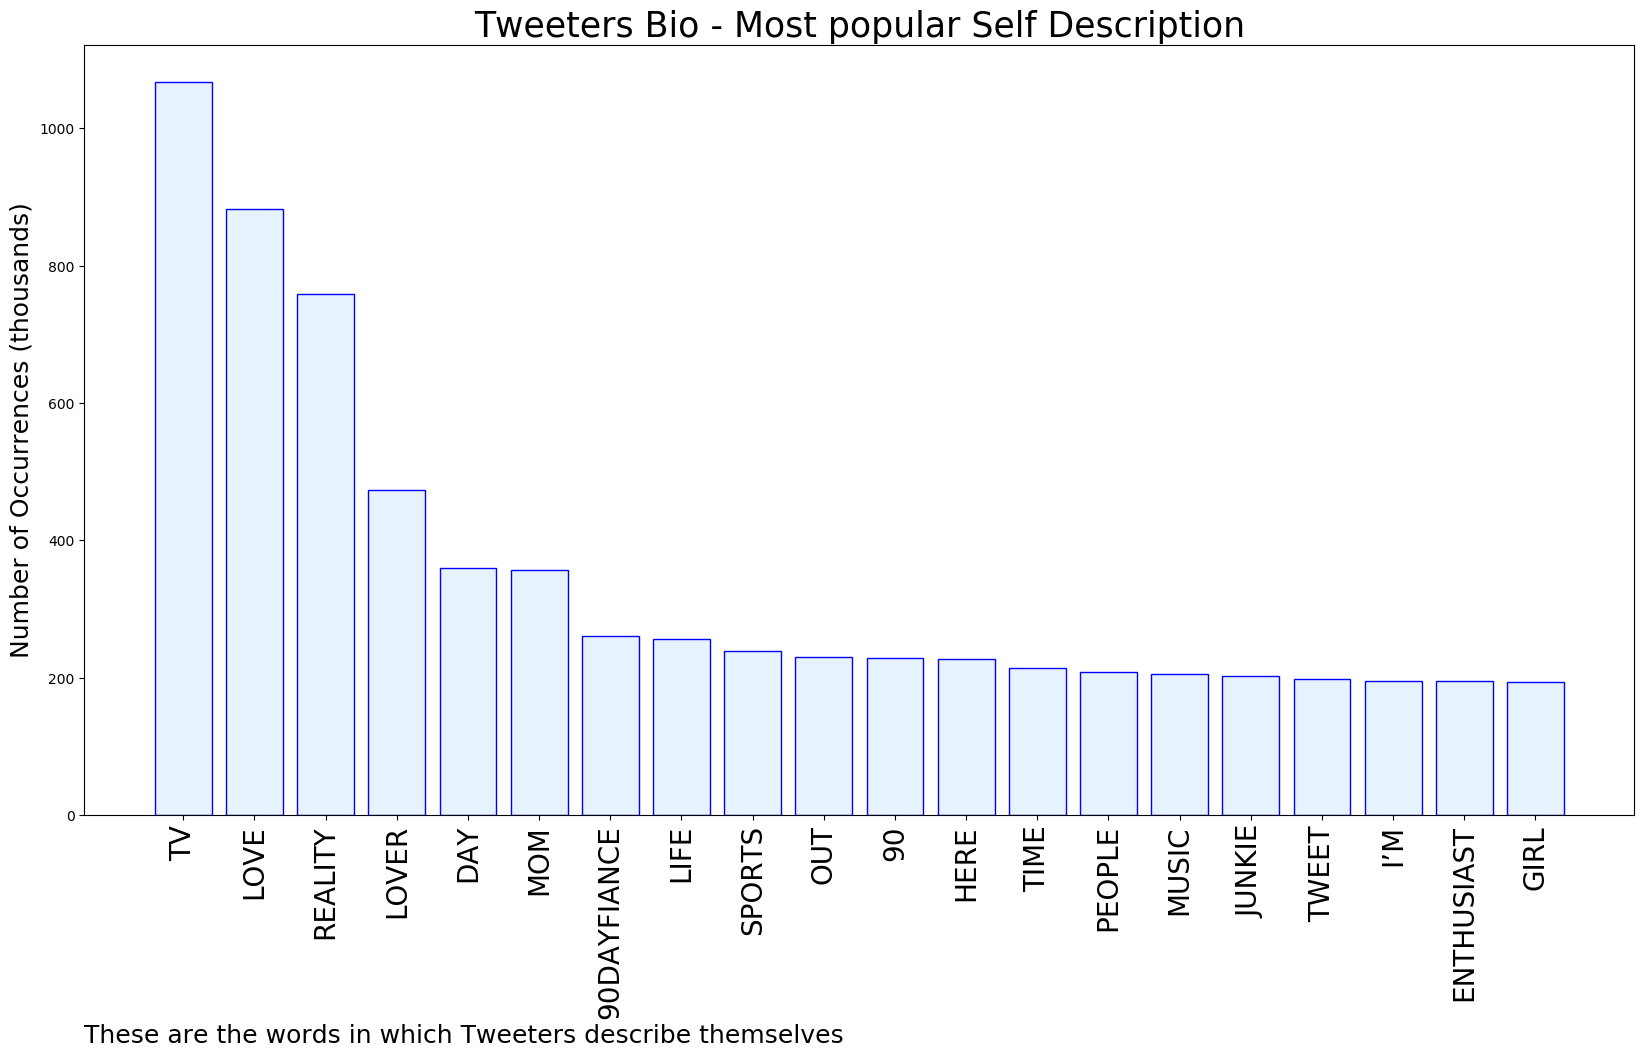 Tweeters Bio - Most popular Self Description
Number of Occurrences (thousands)
1000
800
600
400
200
0
TV
LOVE
REALITY
LOVER
DAY
MOM
90DAYFIANCE
LIFE
SPORTS
OUT
90
HERE
TIME
PEOPLE
MUSIC
JUNKIE
TWEET
I’M
ENTHUSIAST
GIRL
These are the words in which Tweeters describe themselves